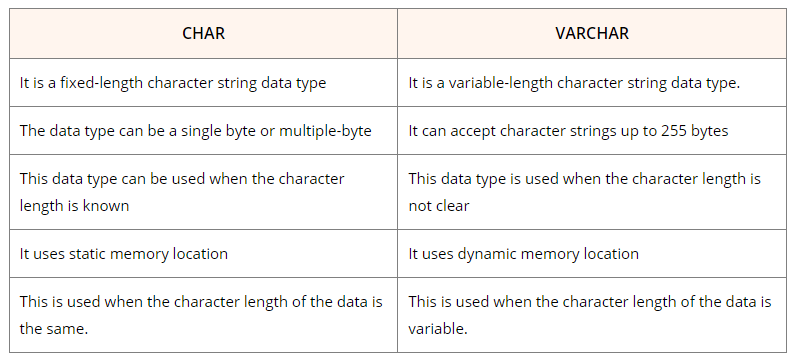 CHAR
VARCHAR
It is a fixed-length character string data type
It is a variable-length character string data type.
The data type can be a single byte or multiple-byte
It can accept character strings up to 255 bytes
This data type can be used when the character
length is known
This data type is used when the character length is
not clear
It uses static memory location
It uses dynamic memory location
This is used when the character length of the data is
the same.
This is used when the character length of the data is
variable.